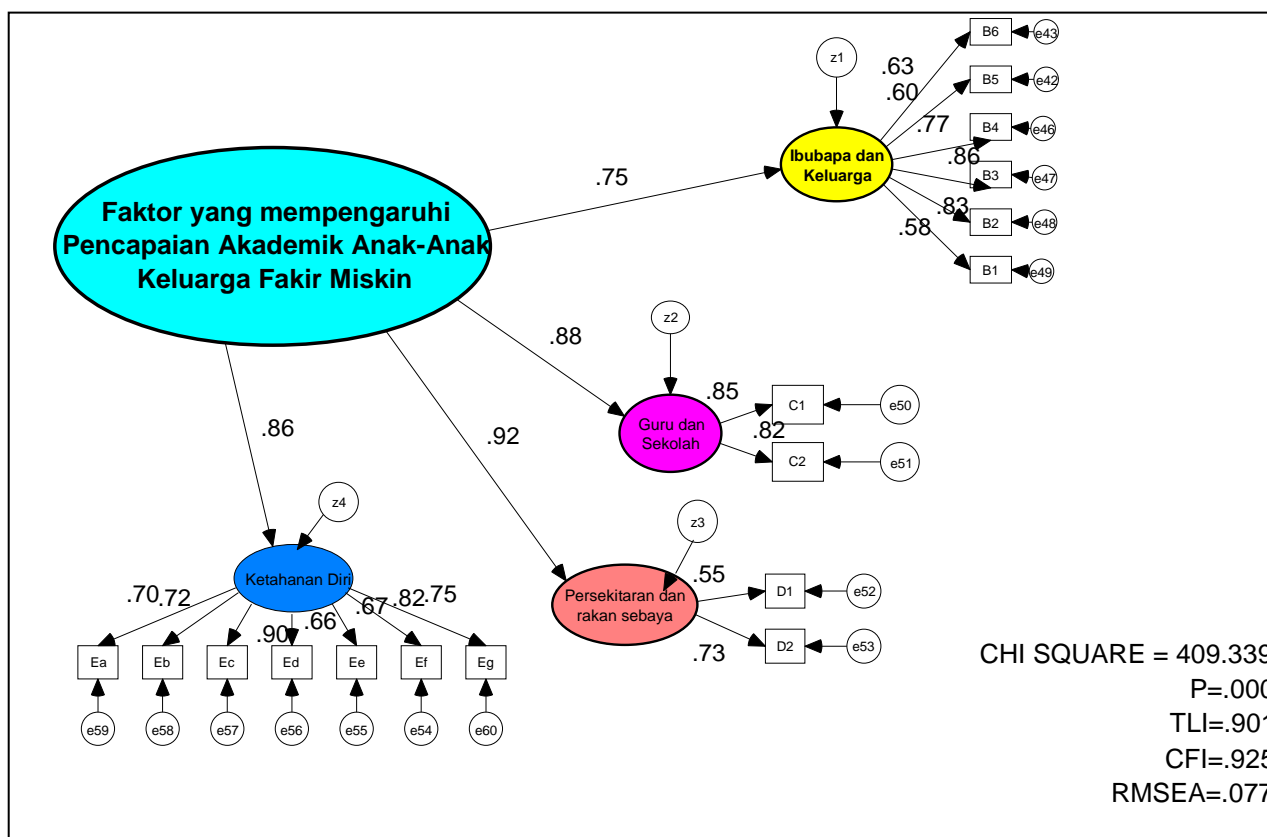 B6
e43
z1
.63
B5
e42
.60
.77
B4
e46
Ibubapa dan
Keluarga
.86
B3
e47
.75
.83
B2
e48
.58
B1
e49
Faktor yang mempengaruhi
Pencapaian Akademik Anak-Anak
Keluarga Fakir Miskin
z2
.88
.85
C1
e50
Guru dan
Sekolah
.82
C2
e51
.86
.92
z4
z3
Ketahanan Diri
.55
D1
e52
Persekitaran dan
rakan sebaya
.73
D2
e53
.70
.72
.90
.66
.67
.82
.75
Ea
Eb
Ec
Ed
Ee
Ef
Eg
e59
e58
e57
e56
e55
e54
e60
CHI SQUARE = 409.339
P=.000
TLI=.901
CFI=.925
RMSEA=.077